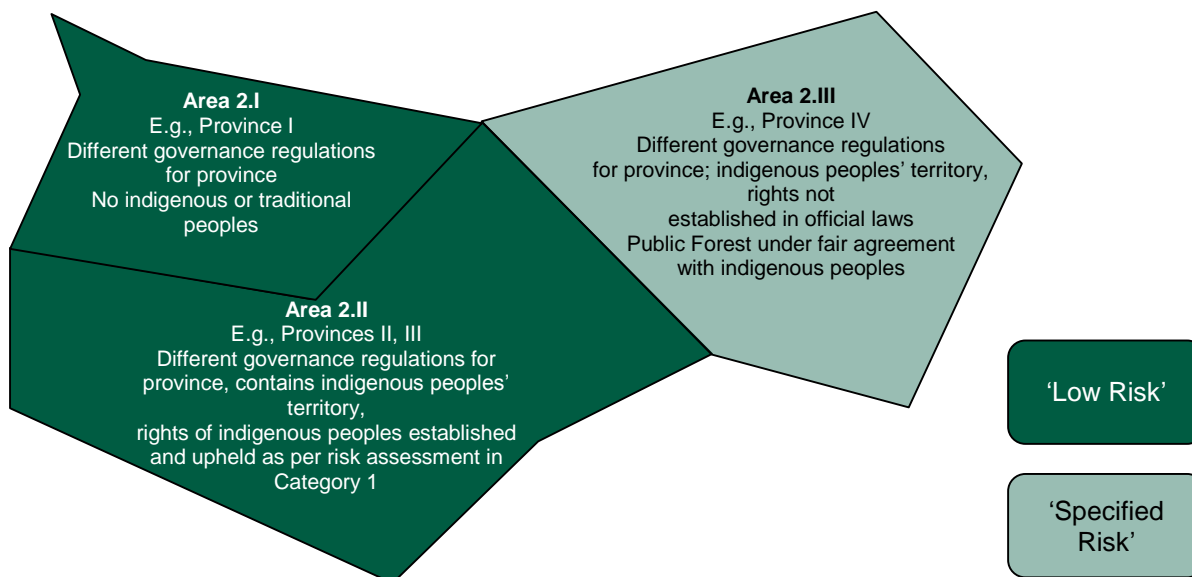 Area 2.I
E.g., Province I
Different governance regulations
for province
No indigenous or traditional
peoples
Area 2.III
E.g., Province IV
Different governance regulations
for province; indigenous peoples’ territory,
rights not
established in official laws
Public Forest under fair agreement
with indigenous peoples
Area 2.II
E.g., Provinces II, III
Different governance regulations for
province, contains indigenous peoples’
territory,
rights of indigenous peoples established
and upheld as per risk assessment in
Category 1
‘Low Risk’
‘Specified
Risk’